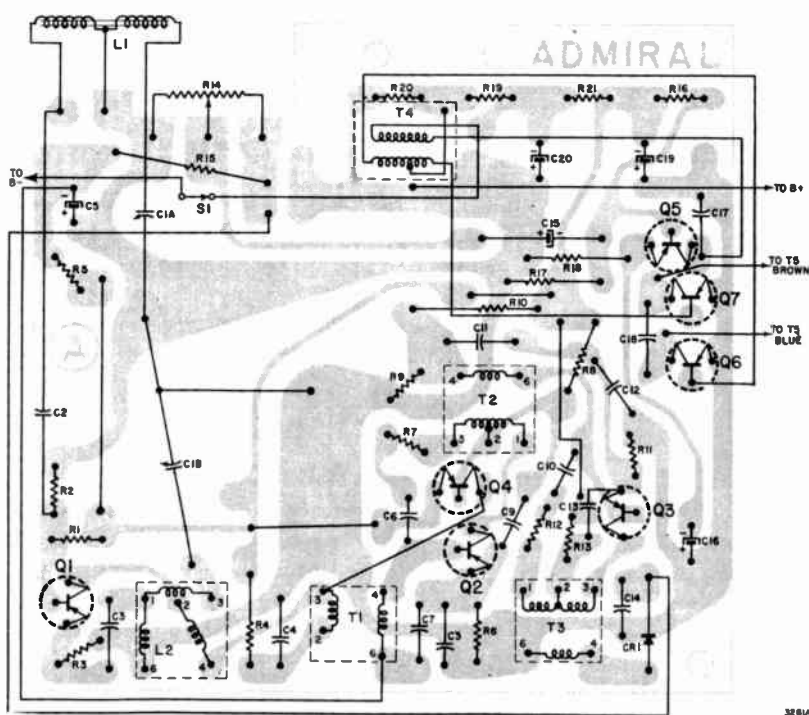 L1
ADMIRAL
R14
R20 R19 R21 R16
T4
R15
C20 C19
TO B-
C5
S1
TO B+
C1A
Q5 C17
C15
R18
TO T5 BROWN
R5
R17
Q7
R10
C18
TO T5 BLUE
C11
Q6
R9
4 6
T2
R8
C12
C2
R7
3 2 1
C1B
C10
R11
R2
Q4
C6
C9
C13
Q3
R1
R12
R13
C16
Q2
Q1
1 2 3
3 4
1 2 3
C3
R4
C4
T1
C7
C3
R6
T3
C14
CR1
L2
2
R3
6 4
6
6 4
3281/